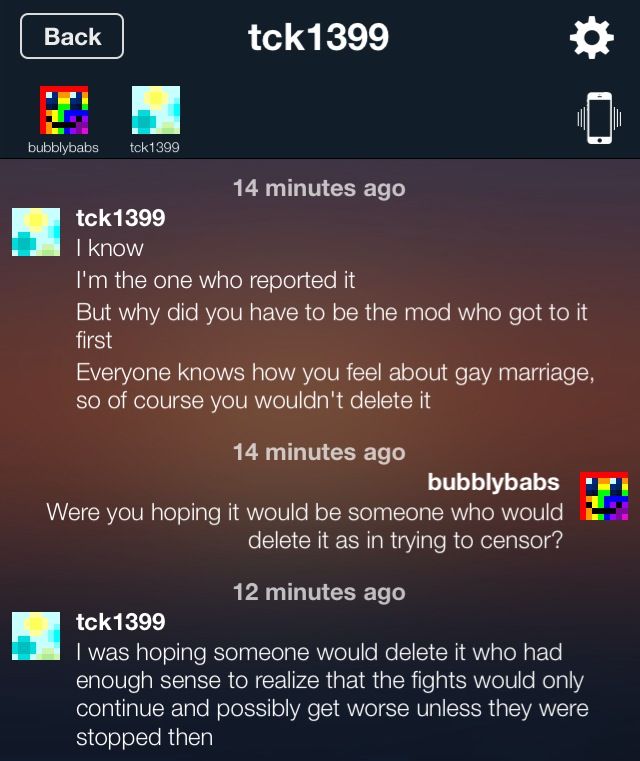 Back
tck1399
bubblybabs
tck1399
14 minutes ago
tck1399
I know
I'm the one who reported it
But why did you have to be the mod who got to it
first
Everyone knows how you feel about gay marriage,
so of course you wouldn't delete it
14 minutes ago
bubblybabs
Were you hoping it would be someone who would
delete it as in trying to censor?
12 minutes ago
tck1399
I was hoping someone would delete it who had
enough sense to realize that the fights would only
continue and possibly get worse unless they were
stopped then